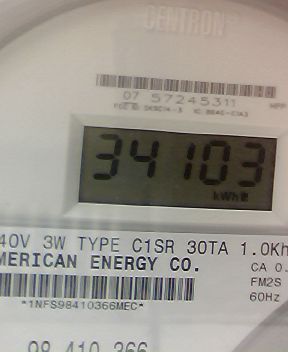 CENTRON®
07 57245311
34103
kWh
40V 3W TYPE C1SR 30TA 1.0Kh
MERICAN ENERGY CO.
CA 0.
FM2S
60Hz
*1NFS98410366MEC*
98 410 366